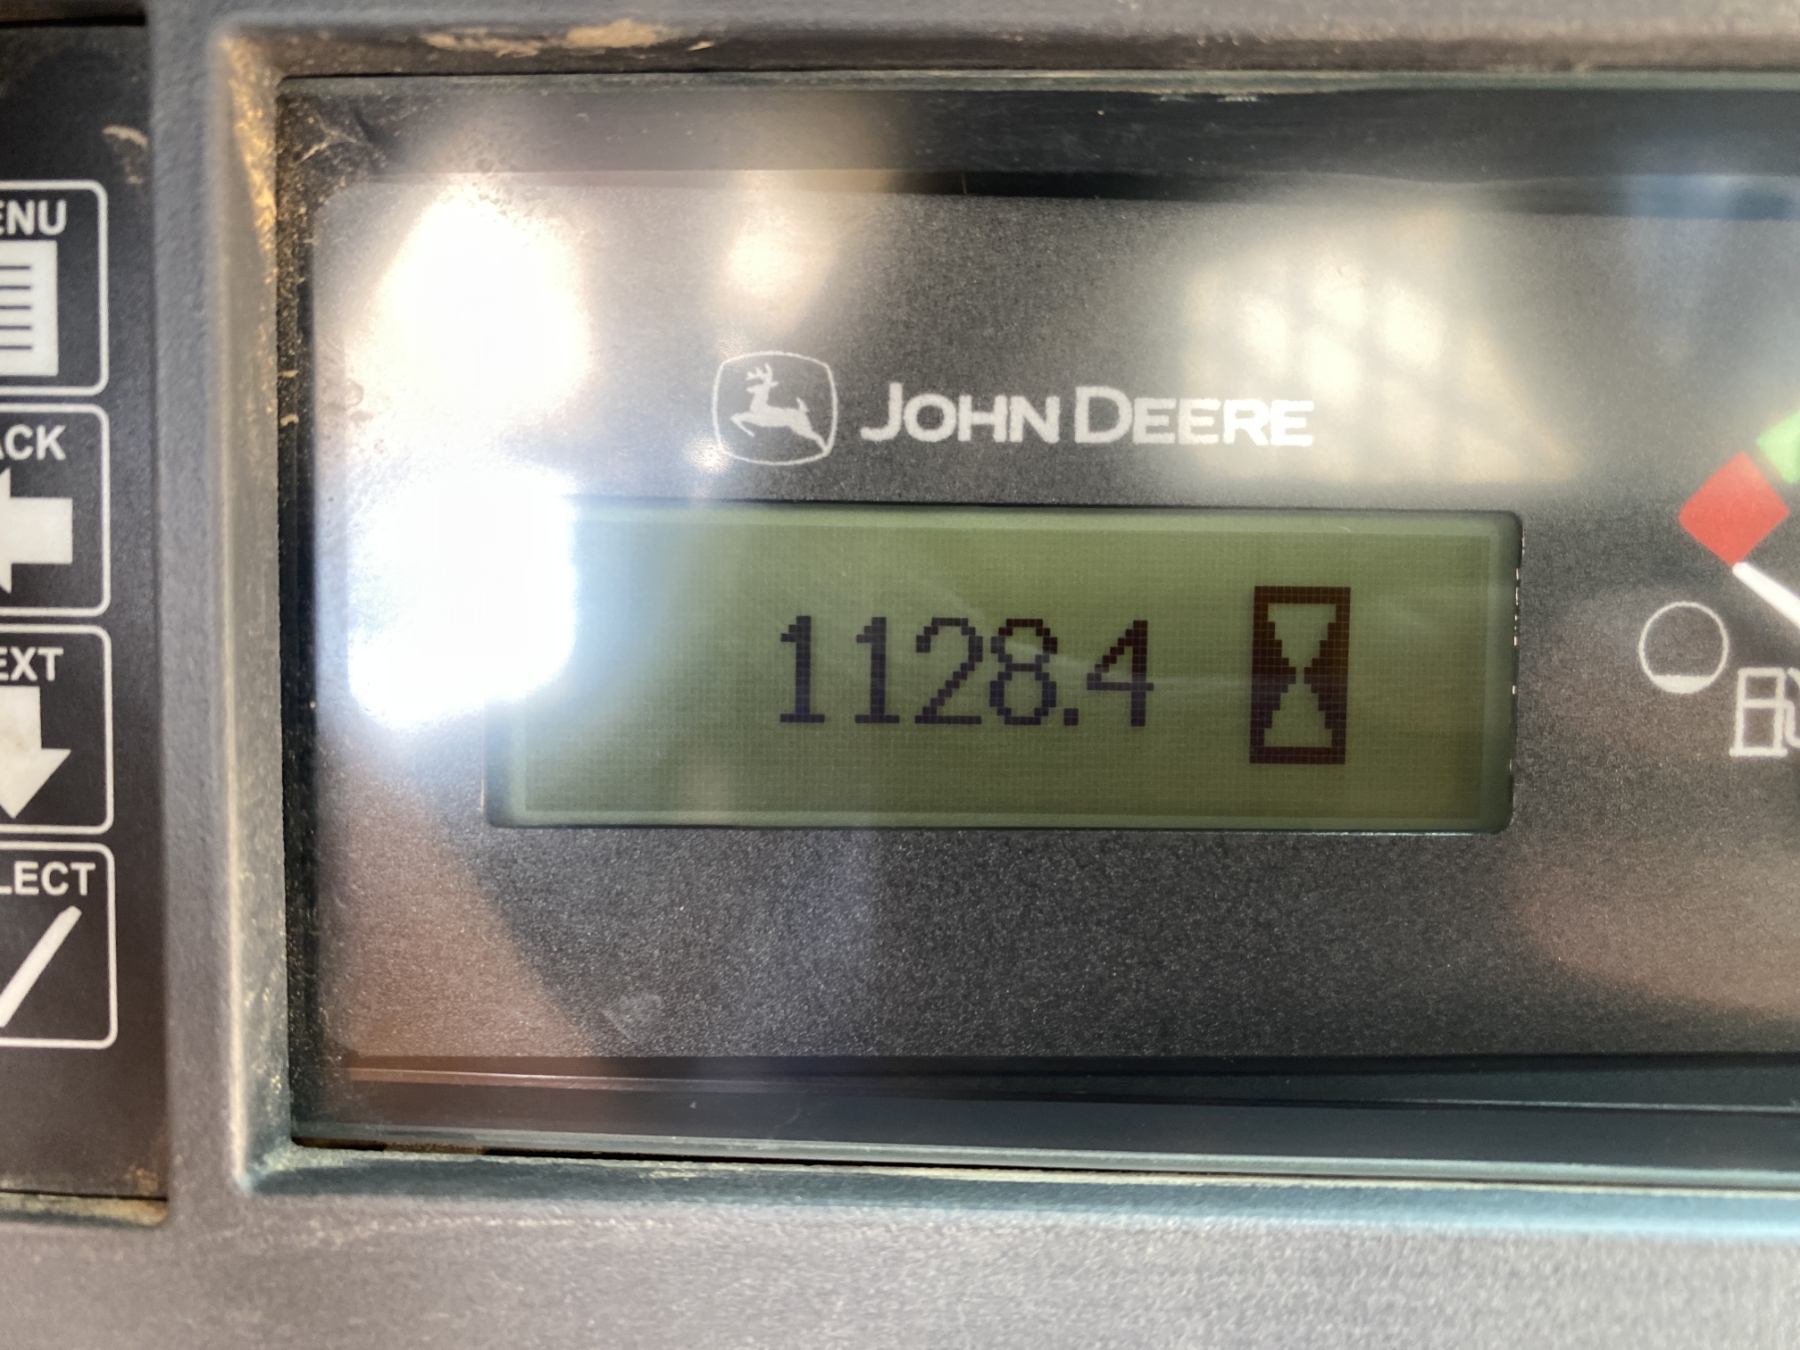 ENU
ACK
EXT
LECT
JOHN DEERE
1128.4